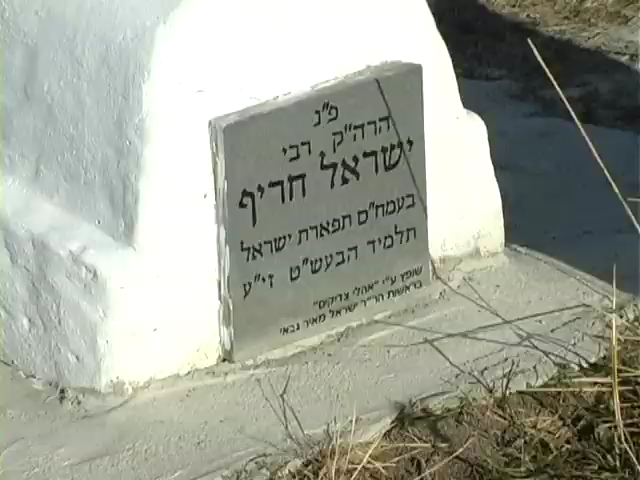 פ"נ
הרה"ק רבי
ישראל חריף
בעמח"ס תפארת ישראל
תלמיד הבעש"ט זי"ע
שופץ ע"י "אהלי צדיקים"
בראשות הר"ר ישראל מאיר גבאי